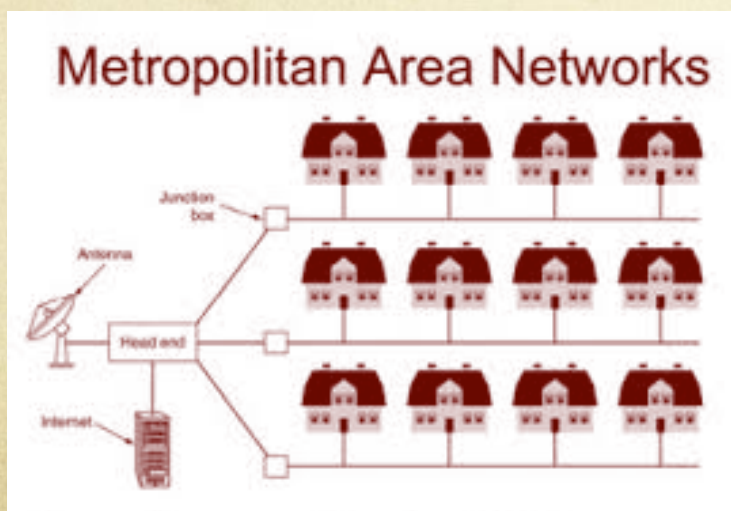 Metropolitan Area Networks
Junction
box
Antenna
Head end
Internet